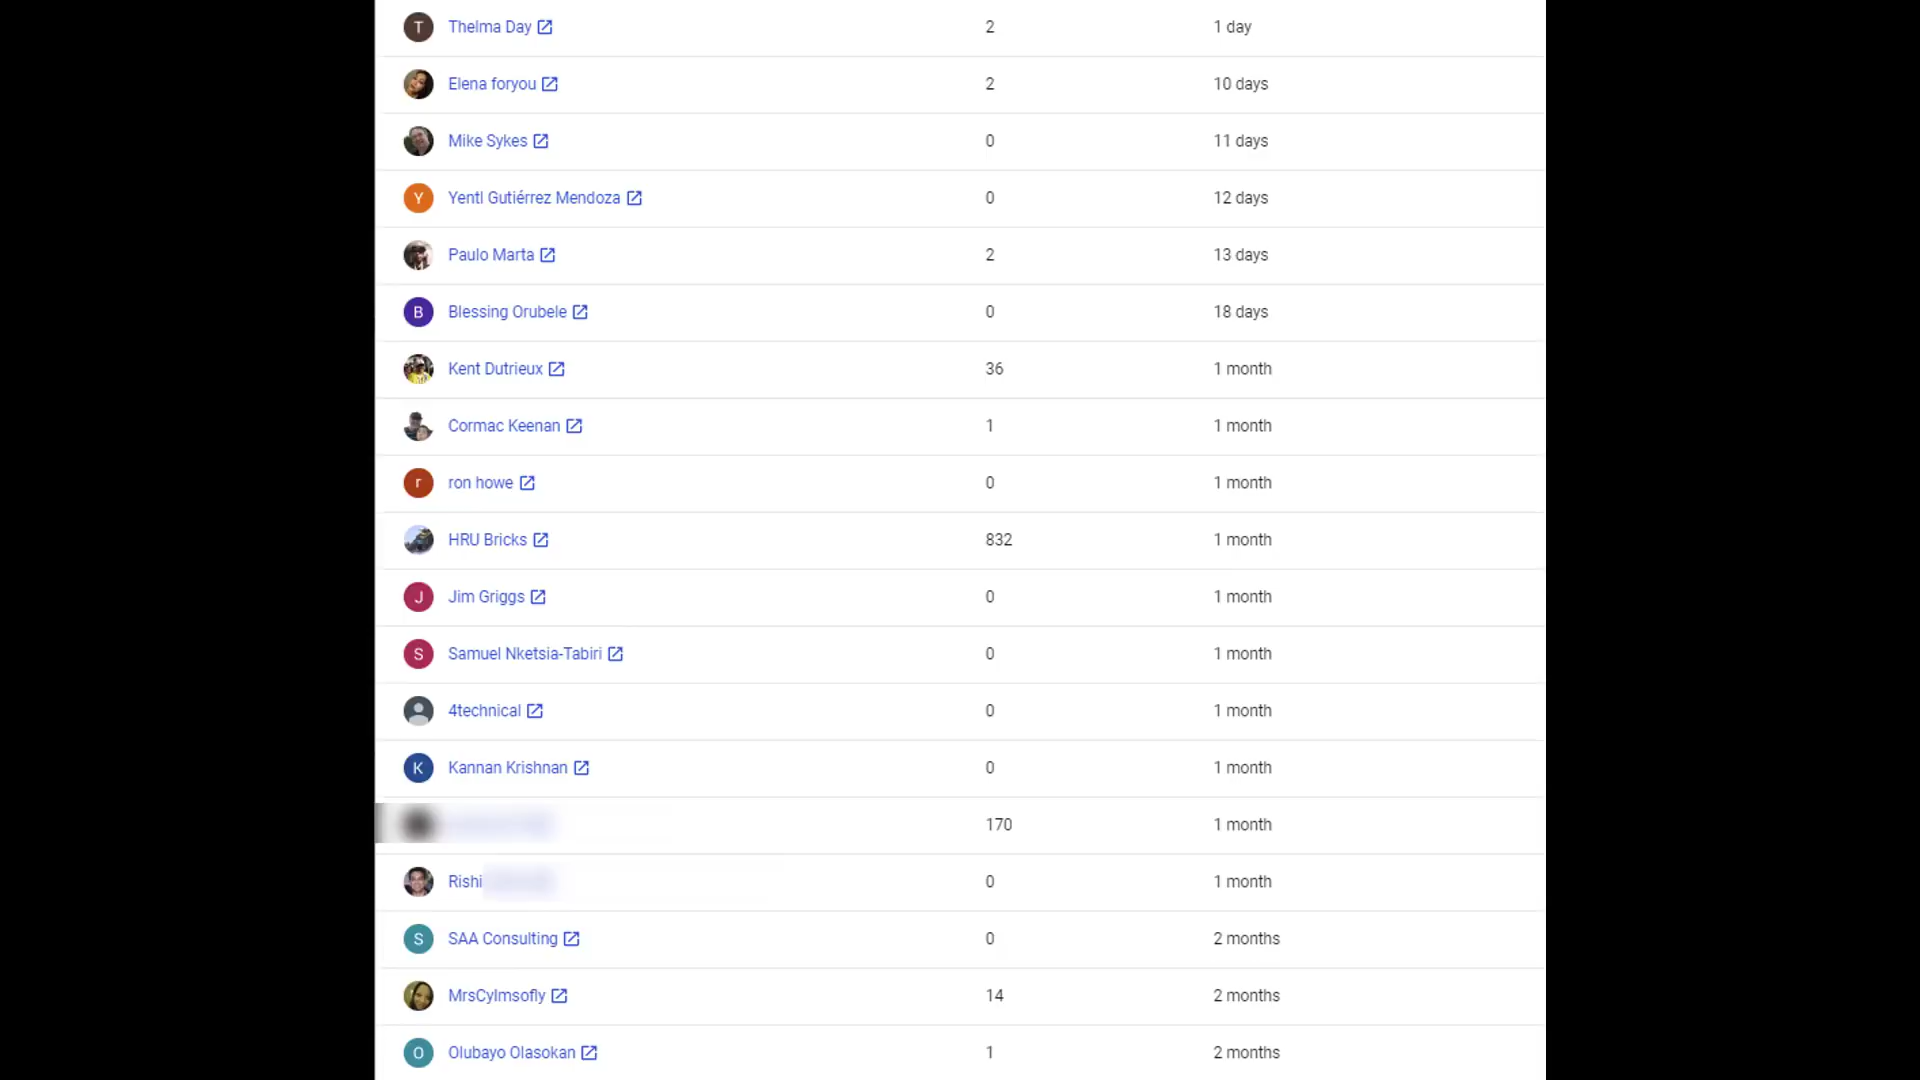 T Thelma Day 2 1 day
Elena foryou 2 10 days
Mike Sykes 0 11 days
Y Yentl Gutiérrez Mendoza 0 12 days
Paulo Marta 2 13 days
B Blessing Orubele 0 18 days
Kent Dutrieux 36 1 month
Cormac Keenan 1 1 month
r ron howe 0 1 month
HRU Bricks 832 1 month
J Jim Griggs 0 1 month
S Samuel Nketsia-Tabiri 0 1 month
4technical 0 1 month
K Kannan Krishnan 0 1 month
170 1 month
Rishi 0 1 month
S SAA Consulting 0 2 months
MrsCylmsofly 14 2 months
O Olubayo Olasokan 1 2 months